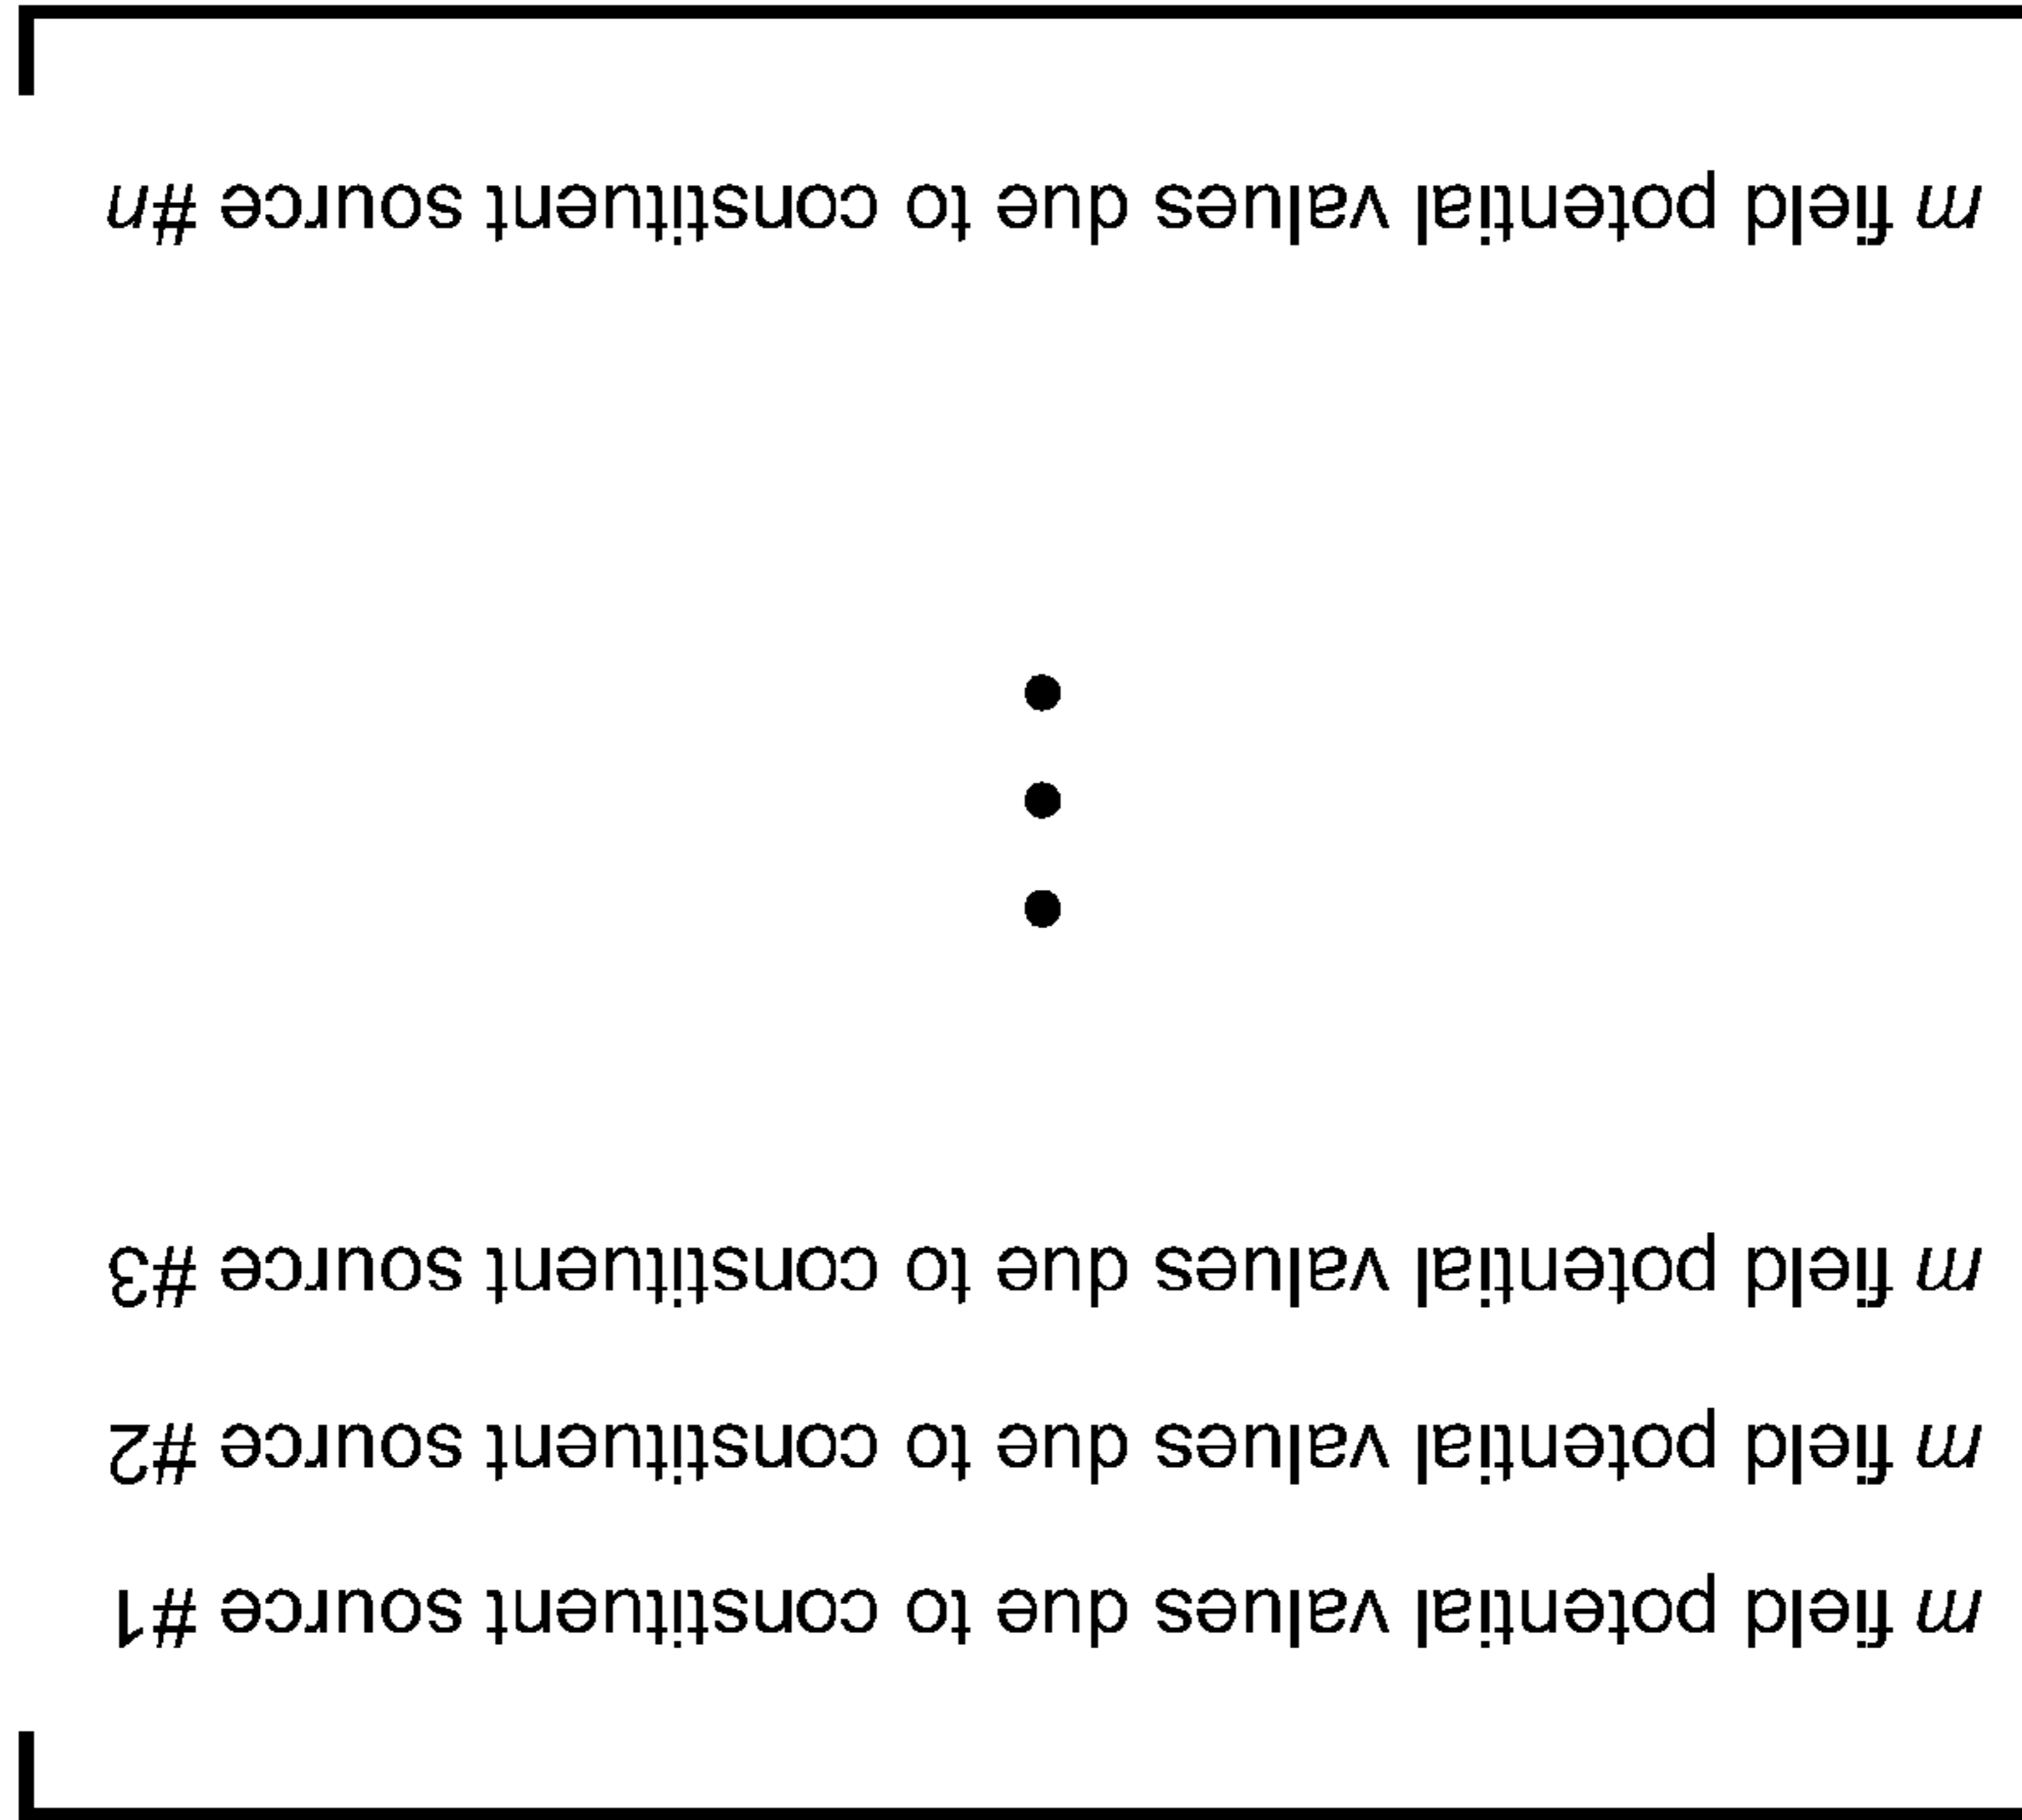 m field potential values due to constituent source #1
m field potential values due to constituent source #2
m field potential values due to constituent source #3
m field potential values due to constituent source #n